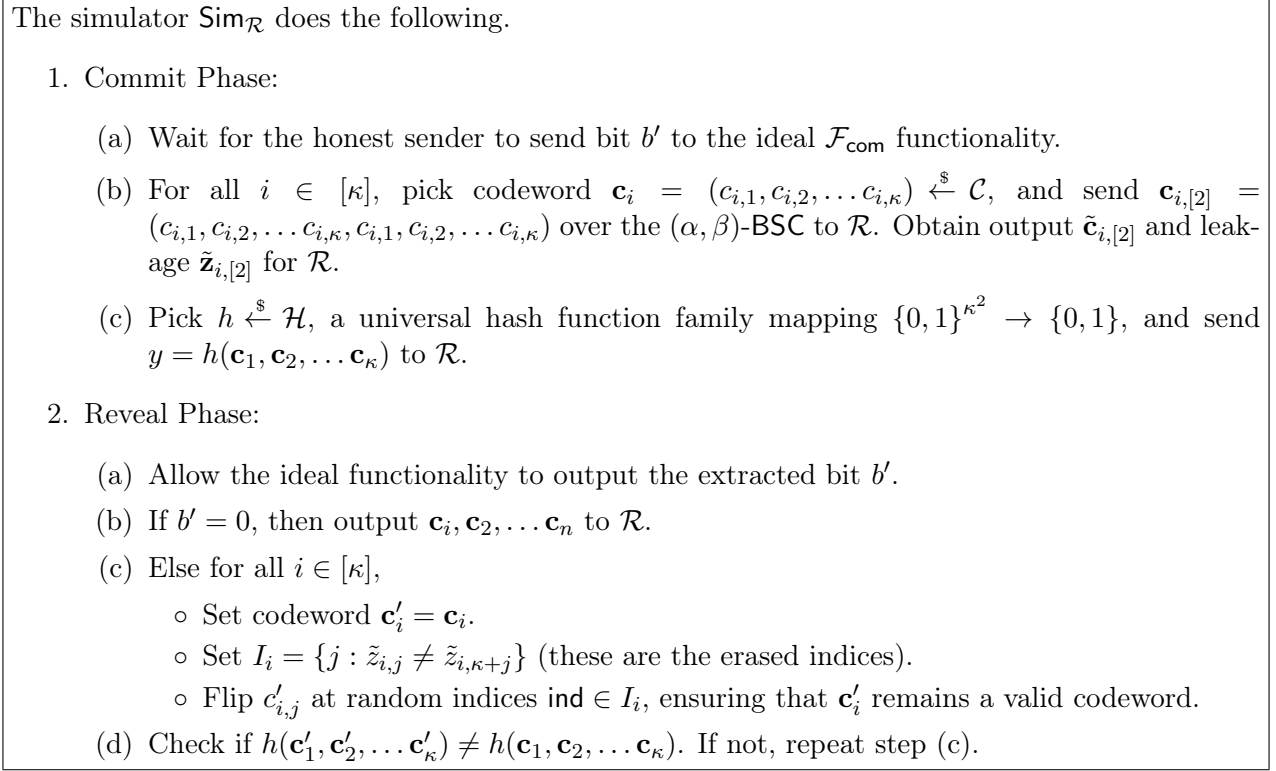 The simulator Sim_ℛ does the following.
1. Commit Phase:
(a) Wait for the honest sender to send bit b′ to the ideal ℱ_com functionality.
(b) For all i ∈ [κ], pick codeword 𝐜_i = (c_{i,1}, c_{i,2}, … c_{i,κ}) ←$ 𝒞, and send 𝐜_{i,[2]} =
(c_{i,1}, c_{i,2}, … c_{i,κ}, c_{i,1}, c_{i,2}, … c_{i,κ}) over the (α, β)-BSC to ℛ. Obtain output 𝐜̃_{i,[2]} and leak-
age 𝐳̃_{i,[2]} for ℛ.
(c) Pick h ←$ ℋ, a universal hash function family mapping {0, 1}^{κ²} → {0, 1}, and send
y = h(𝐜_1, 𝐜_2, … 𝐜_κ) to ℛ.
2. Reveal Phase:
(a) Allow the ideal functionality to output the extracted bit b′.
(b) If b′ = 0, then output 𝐜_i, 𝐜_2, … 𝐜_n to ℛ.
(c) Else for all i ∈ [κ],
○ Set codeword 𝐜′_i = 𝐜_i.
○ Set I_i = {j : z̃_{i,j} ≠ z̃_{i,κ+j}} (these are the erased indices).
○ Flip c′_{i,j} at random indices ind ∈ I_i, ensuring that 𝐜′_i remains a valid codeword.
(d) Check if h(𝐜′_1, 𝐜′_2, … 𝐜′_κ) ≠ h(𝐜_1, 𝐜_2, … 𝐜_κ). If not, repeat step (c).